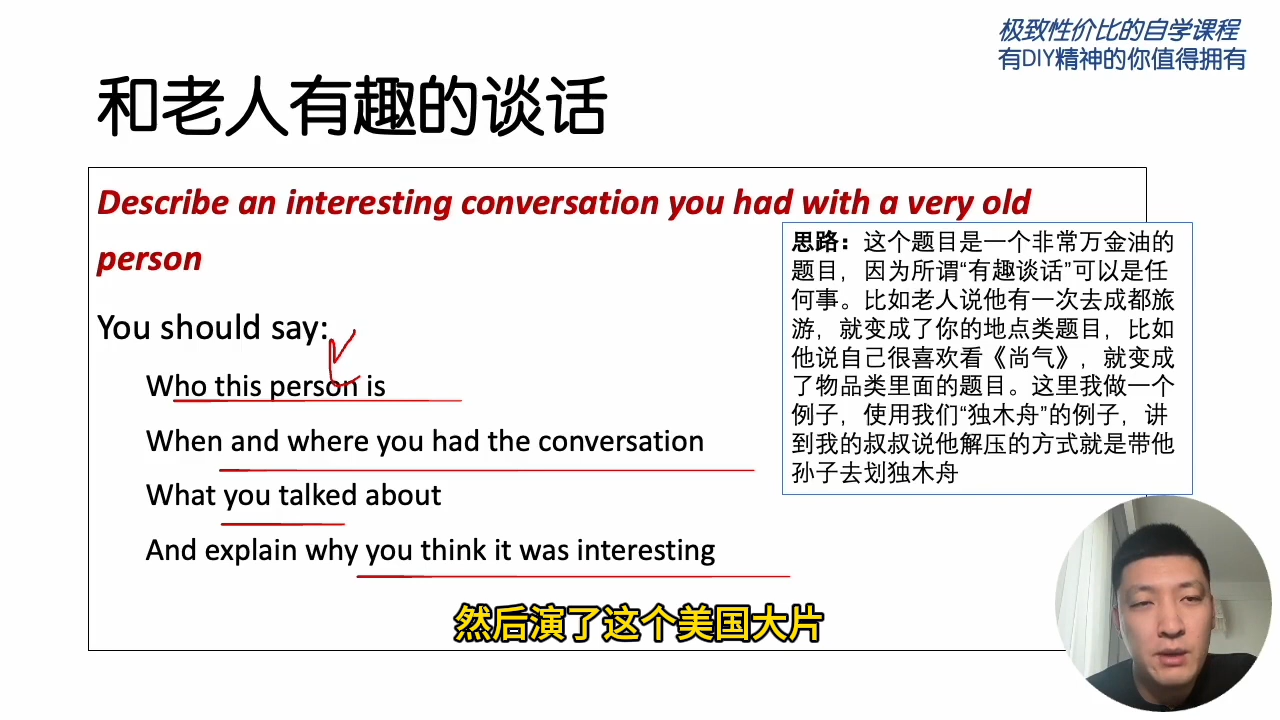 极致性价比的自学课程
有DIY精神的你值得拥有
和老人有趣的谈话
Describe an interesting conversation you had with a very old
person
You should say:
Who this person is
When and where you had the conversation
What you talked about
And explain why you think it was interesting
思路：这个题目是一个非常万金油的
题目，因为所谓“有趣谈话”可以是任
何事。比如老人说他有一次去成都旅
游，就变成了你的地点类题目，比如
他说自己很喜欢看《尚气》，就变成
了物品类里面的题目。这里我做一个
例子，使用我们“独木舟”的例子，讲
到我的叔叔说他解压的方式就是带他
孙子去划独木舟
然后演了这个美国大片